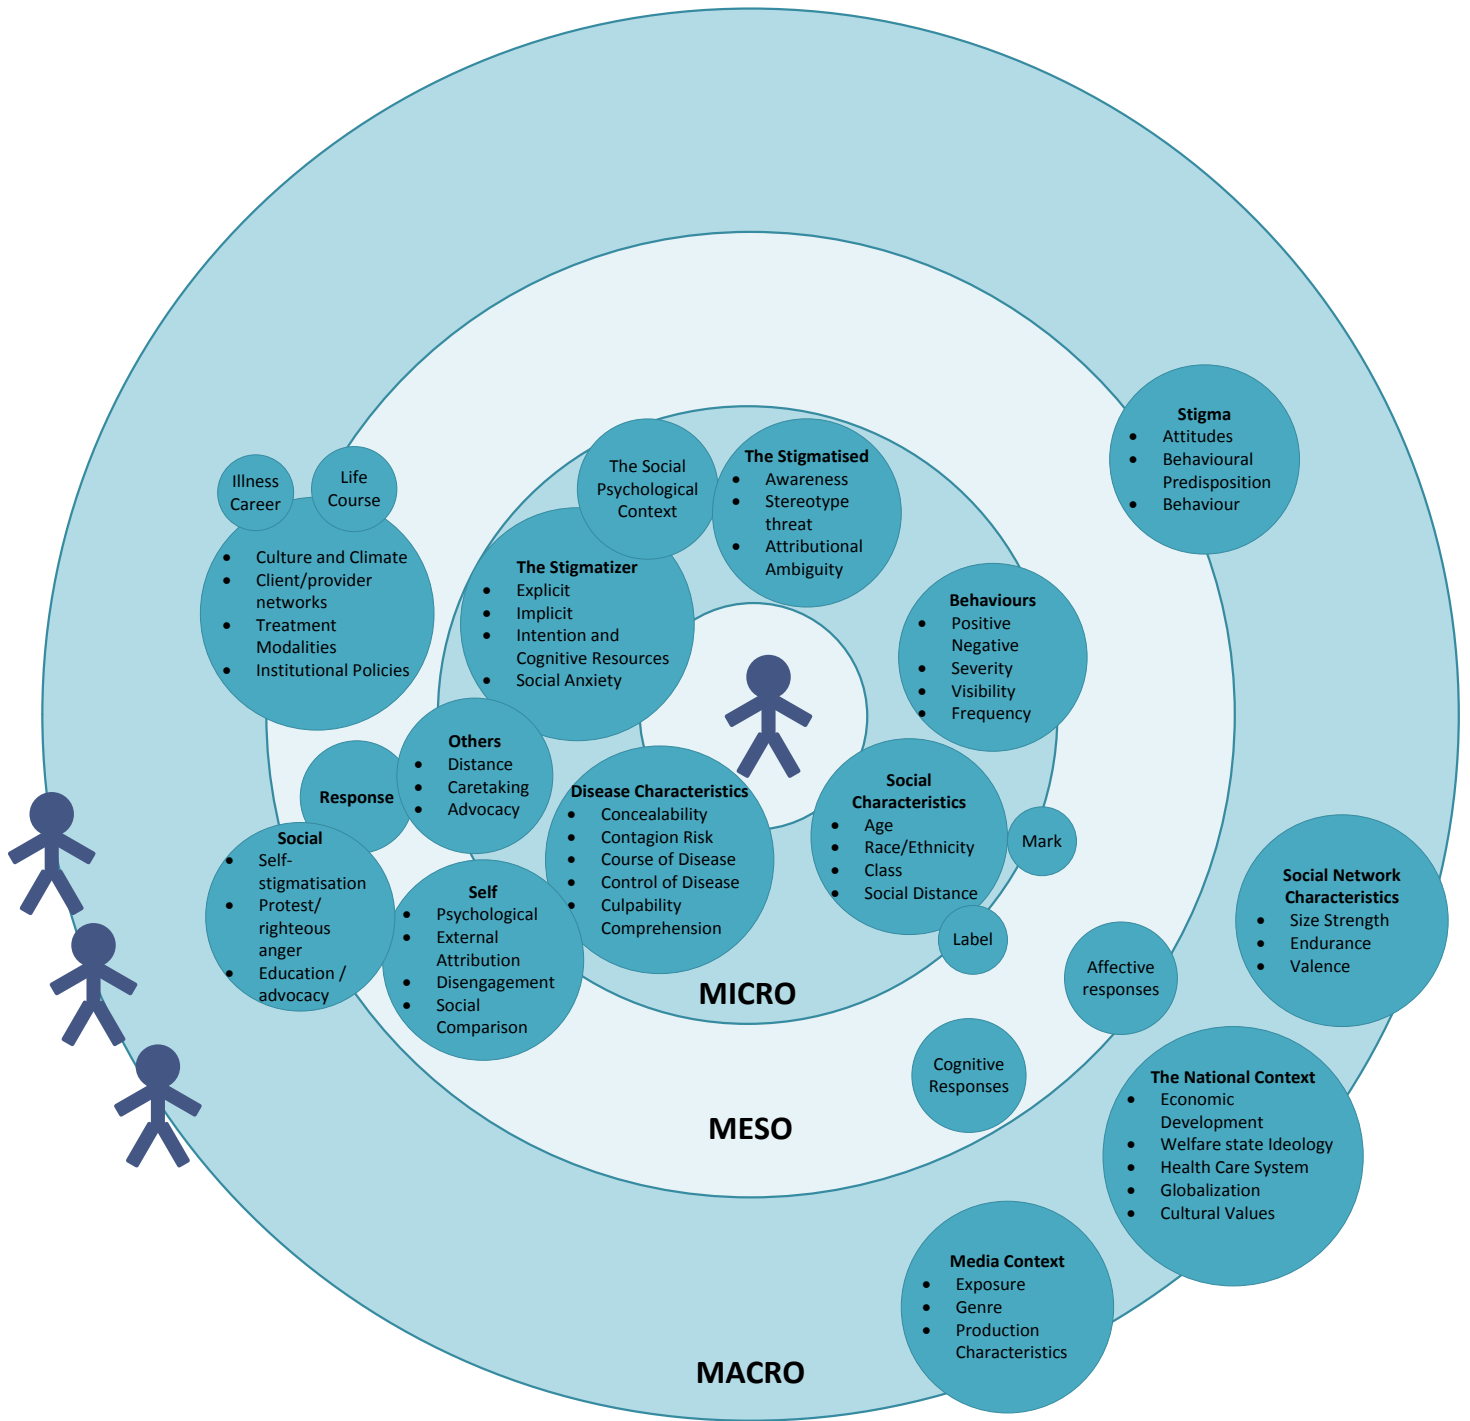 Stigma
• Attitudes
• Behavioural
Predisposition
• Behaviour
The Social
Psychological
Context
The Stigmatised
• Awareness
• Stereotype
threat
• Attributional
Ambiguity
Illness
Career
Life
Course
• Culture and Climate
• Client/provider
networks
• Treatment
Modalities
• Institutional Policies
The Stigmatizer
• Explicit
• Implicit
• Intention and
Cognitive Resources
• Social Anxiety
Behaviours
• Positive
Negative
• Severity
• Visibility
• Frequency
Others
• Distance
• Caretaking
• Advocacy
Response
Social
• Self-
stigmatisation
• Protest/
righteous
anger
• Education /
advocacy
Self
• Psychological
• External
Attribution
• Disengagement
• Social
Comparison
Disease Characteristics
• Concealability
• Contagion Risk
• Course of Disease
• Control of Disease
• Culpability
Comprehension
Social
Characteristics
• Age
• Race/Ethnicity
• Class
• Social Distance
Mark
Label
MICRO
Social Network
Characteristics
• Size Strength
• Endurance
• Valence
Affective
responses
Cognitive
Responses
MESO
The National Context
• Economic
Development
• Welfare state Ideology
• Health Care System
• Globalization
• Cultural Values
Media Context
• Exposure
• Genre
• Production
Characteristics
MACRO